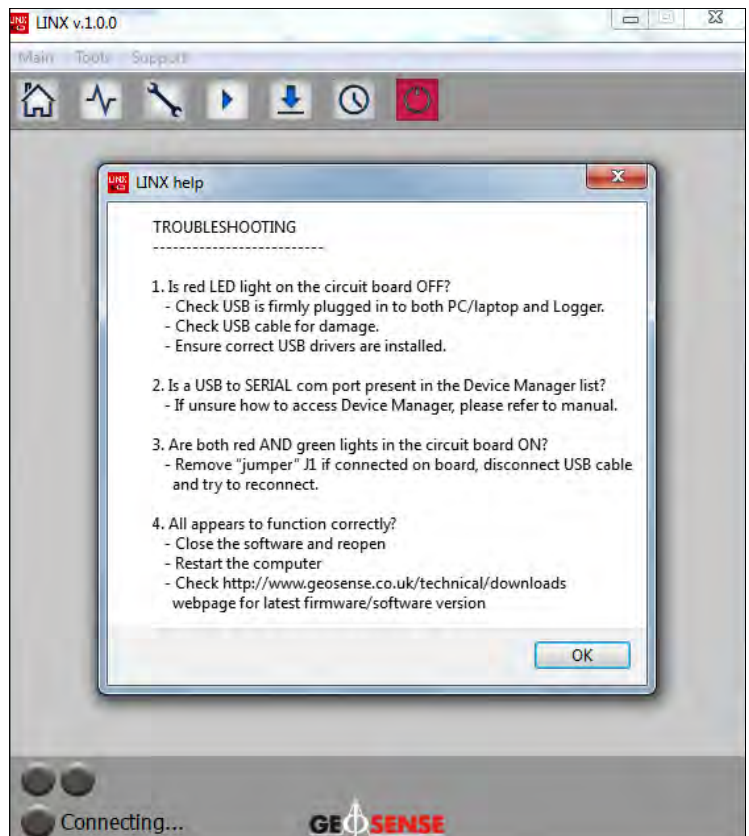 LINX v.1.0.0
Main Tools Support
LINX help
TROUBLESHOOTING
--------------------------
1. Is red LED light on the circuit board OFF?
- Check USB is firmly plugged in to both PC/laptop and Logger.
- Check USB cable for damage.
- Ensure correct USB drivers are installed.
2. Is a USB to SERIAL com port present in the Device Manager list?
- If unsure how to access Device Manager, please refer to manual.
3. Are both red AND green lights in the circuit board ON?
- Remove "jumper" J1 if connected on board, disconnect USB cable
and try to reconnect.
4. All appears to function correctly?
- Close the software and reopen
- Restart the computer
- Check http://www.geosense.co.uk/technical/downloads
webpage for latest firmware/software version
OK
Connecting...
GEOSENSE